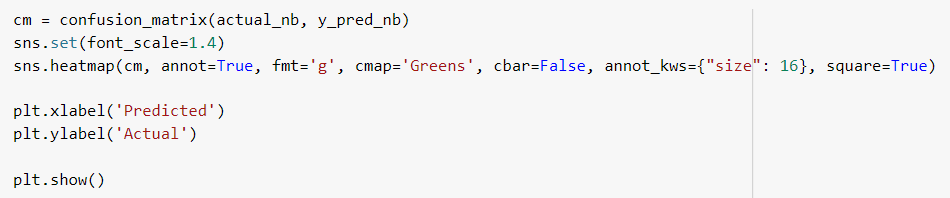 cm = confusion_matrix(actual_nb, y_pred_nb)
sns.set(font_scale=1.4)
sns.heatmap(cm, annot=True, fmt='g', cmap='Greens', cbar=False, annot_kws={"size": 16}, square=True)
plt.xlabel('Predicted')
plt.ylabel('Actual')
plt.show()